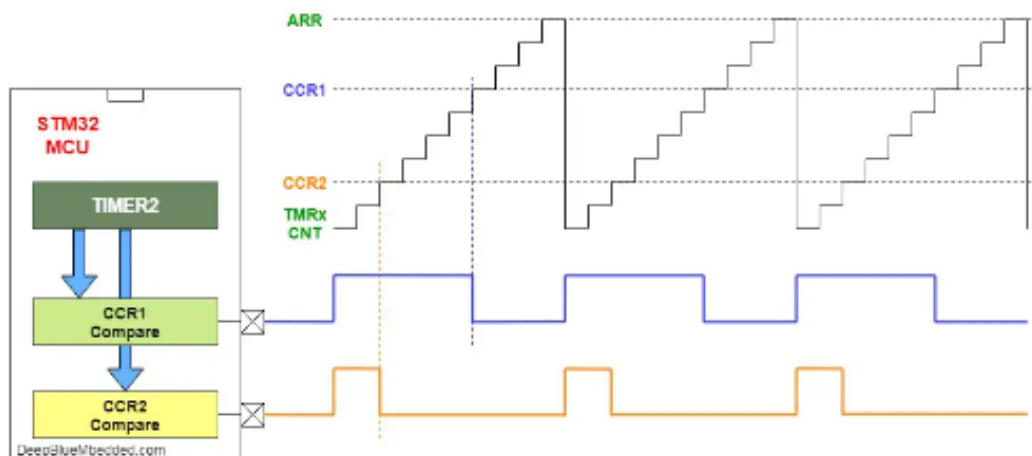 ARR
CCR1
STM32
MCU
CCR2
TIMER2
TMRx
CNT
CCR1
Compare
CCR2
Compare
DeepBlueMbedded.com